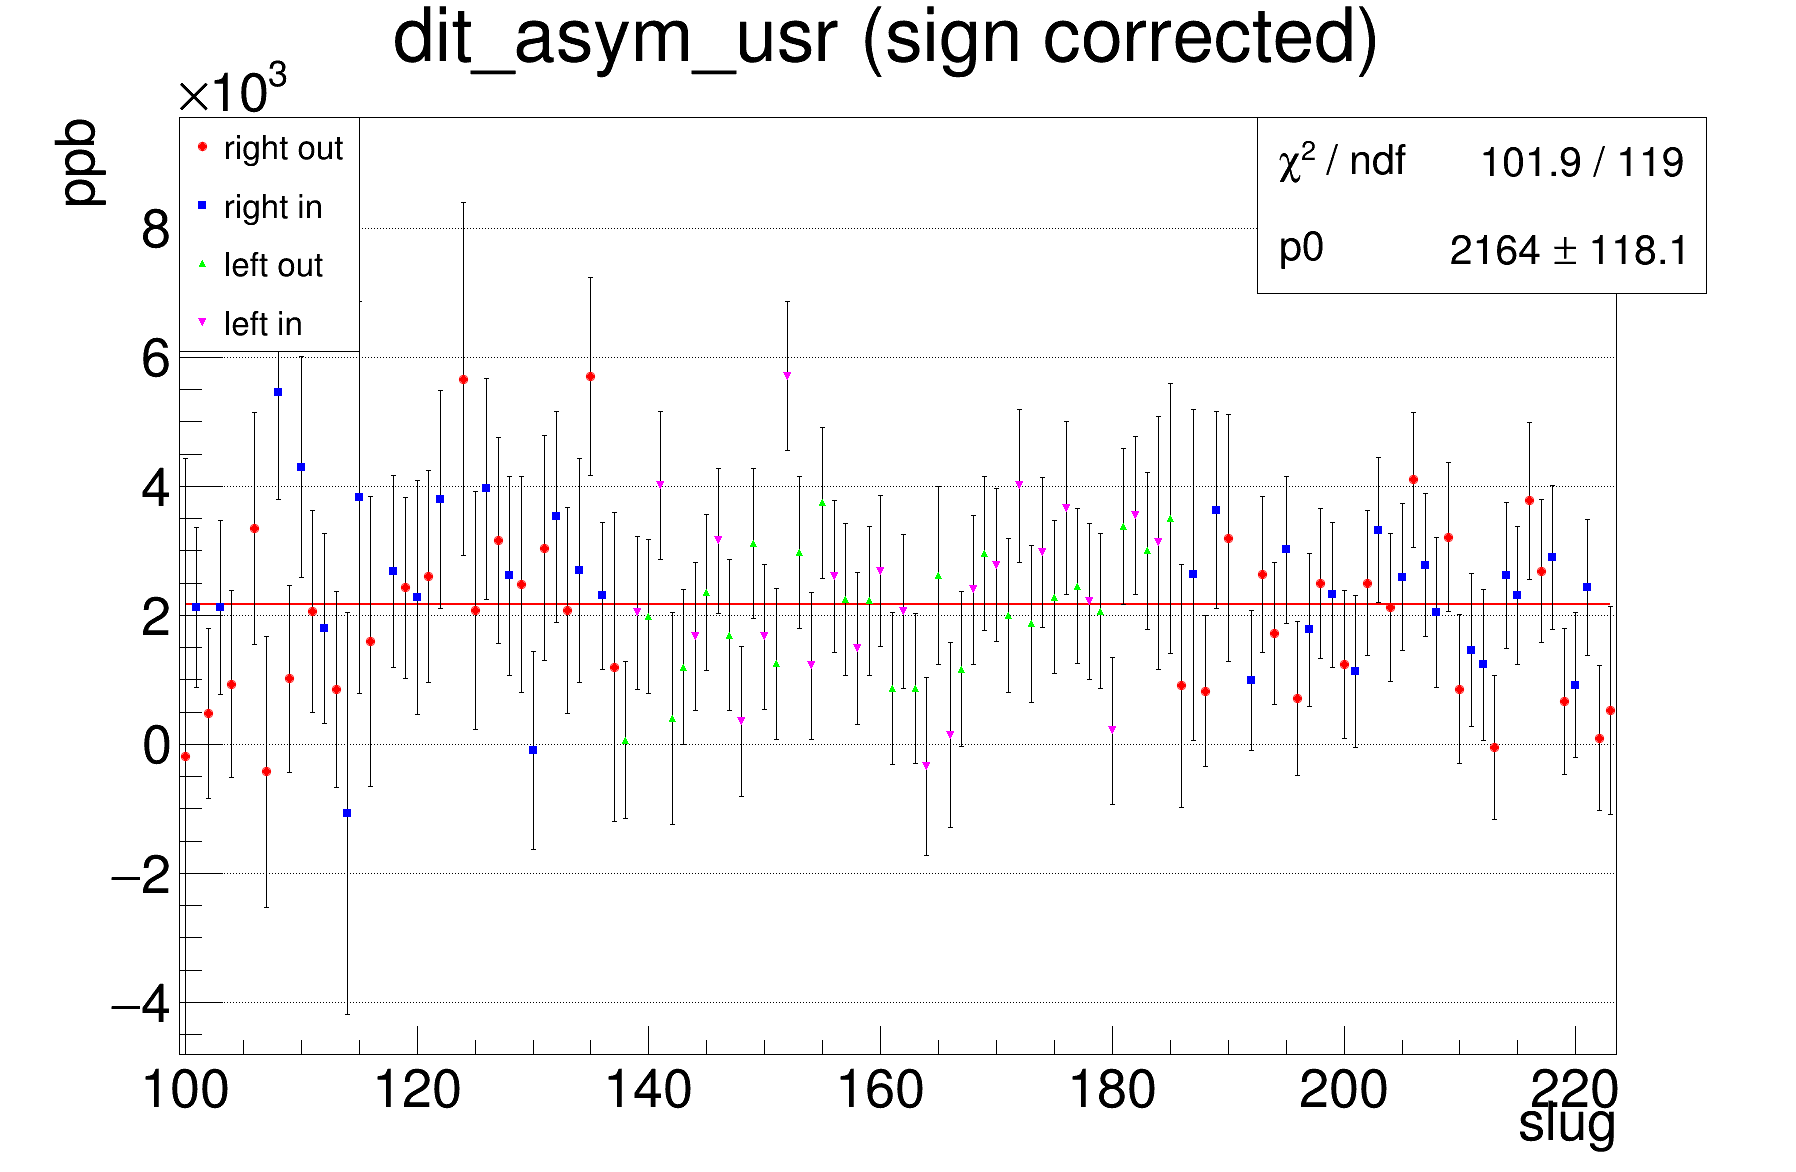 dit_asym_usr (sign corrected)
×10³
ppb
right out
right in
left out
left in
χ² / ndf 101.9 / 119
p0 2164 ± 118.1
8
6
4
2
0
−2
−4
100 120 140 160 180 200 220
slug